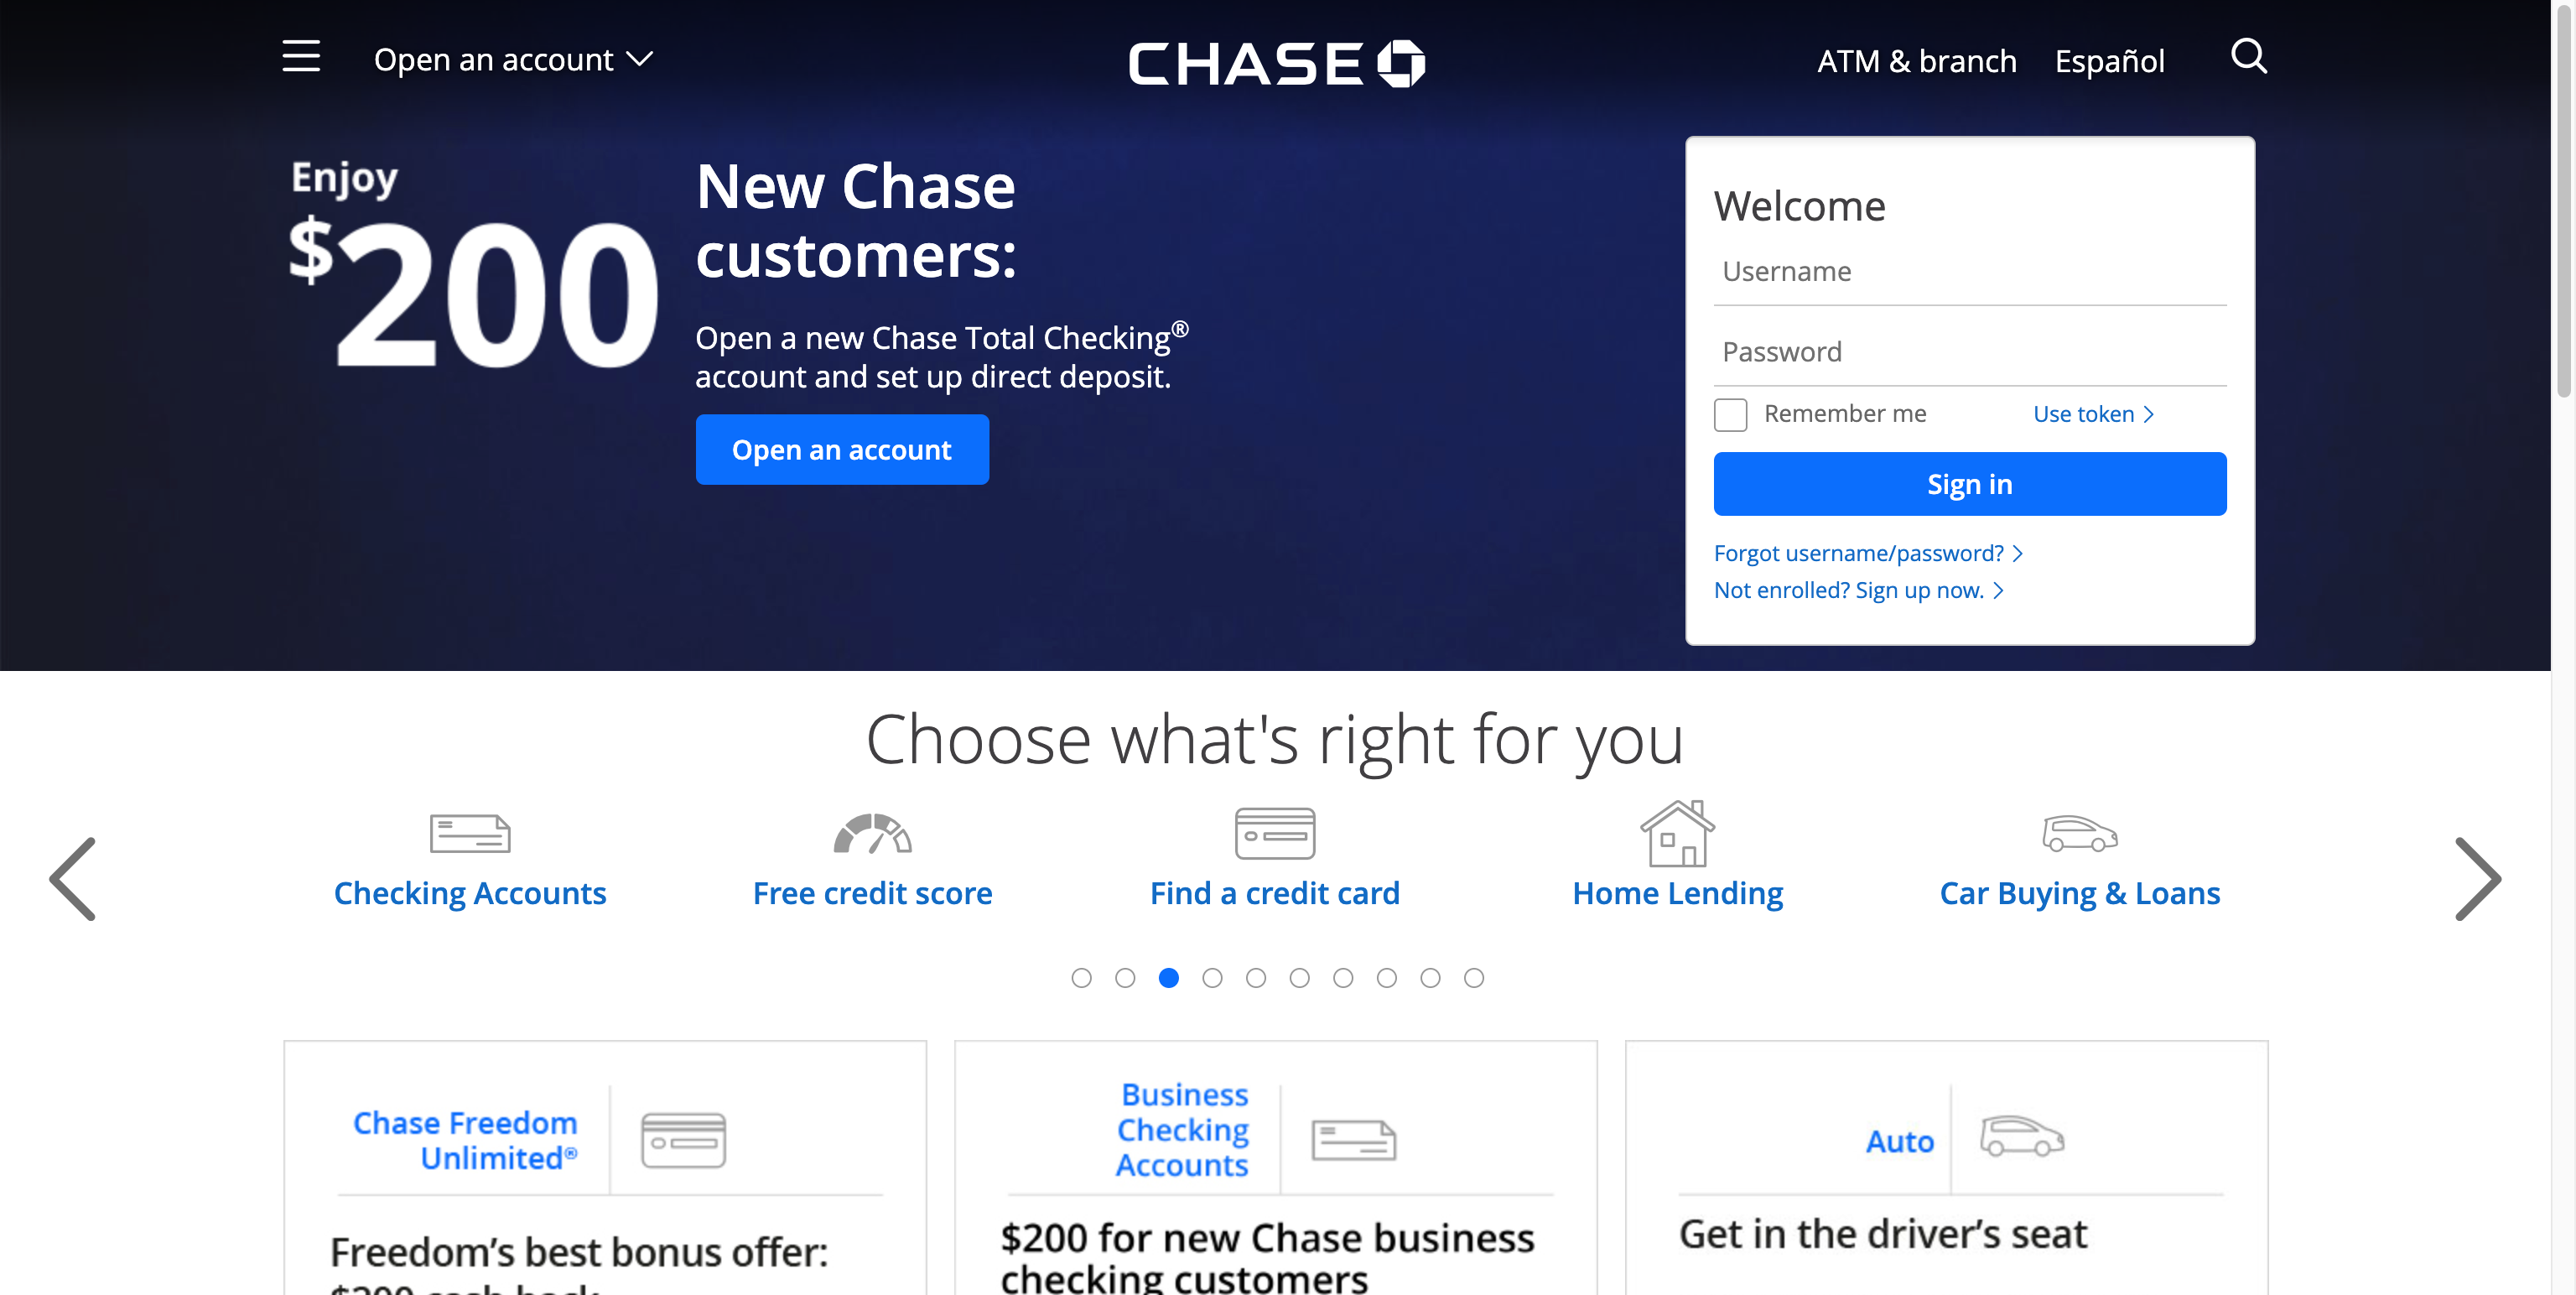 Open an account
CHASE
ATM & branch
Español
Enjoy
$200
New Chase
customers:
Open a new Chase Total Checking®
account and set up direct deposit.
Open an account
Welcome
Username
Password
Remember me
Use token
Sign in
Forgot username/password?
Not enrolled? Sign up now.
Choose what's right for you
Checking Accounts
Free credit score
Find a credit card
Home Lending
Car Buying & Loans
Chase Freedom
Unlimited®
Freedom’s best bonus offer:
Business
Checking
Accounts
$200 for new Chase business
checking customers
Auto
Get in the driver’s seat